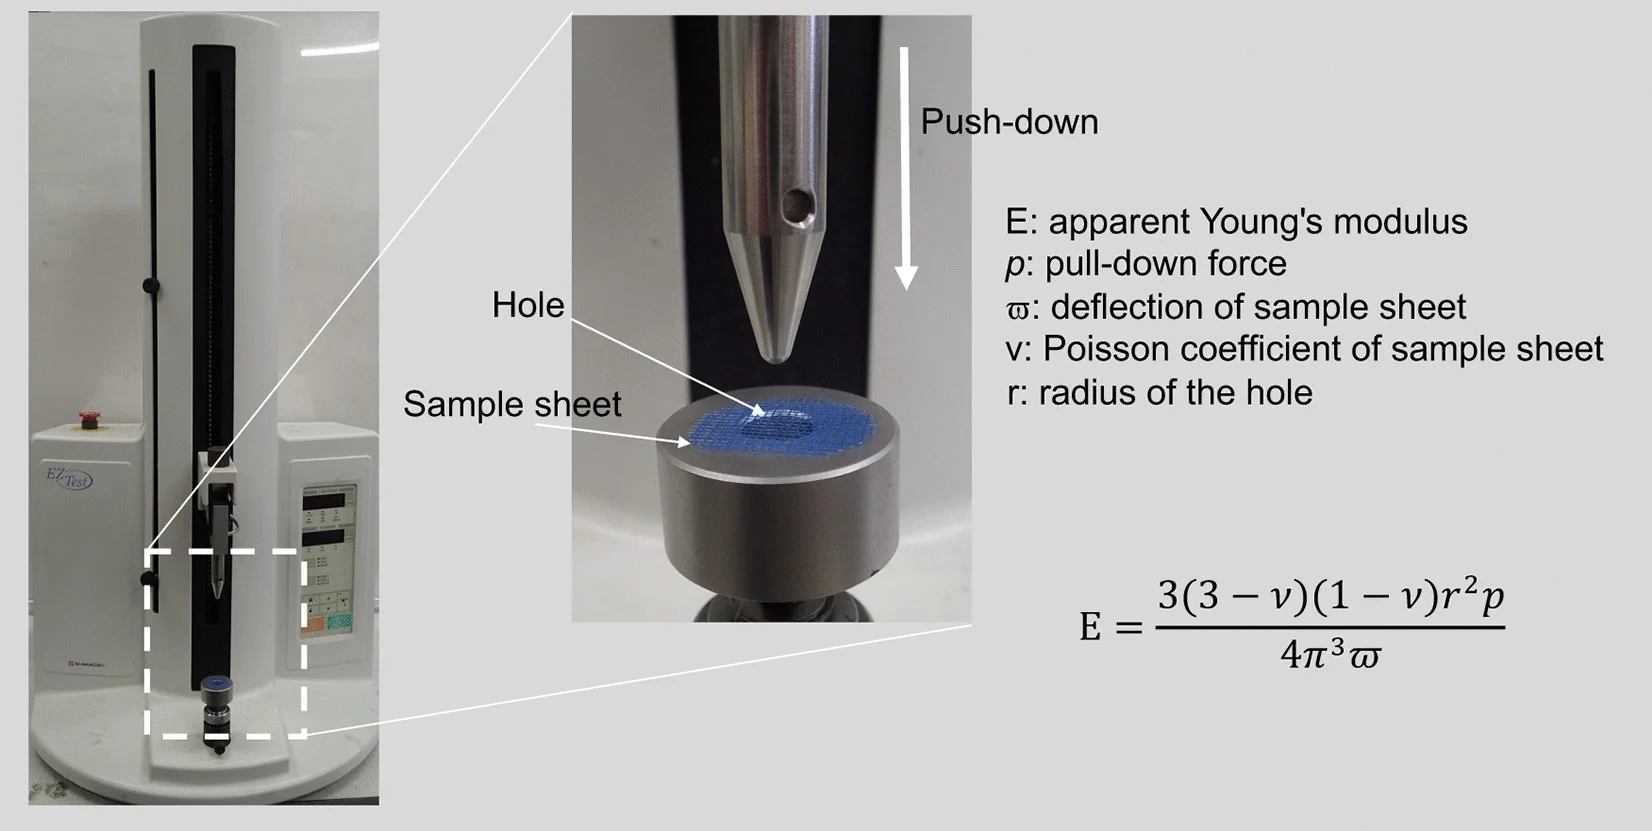 Push-down
Hole
Sample sheet
E: apparent Young's modulus
p: pull-down force
ϖ: deflection of sample sheet
v: Poisson coefficient of sample sheet
r: radius of the hole
E = 3(3 − ν)(1 − ν)r²p / 4π³ϖ
EZ Test